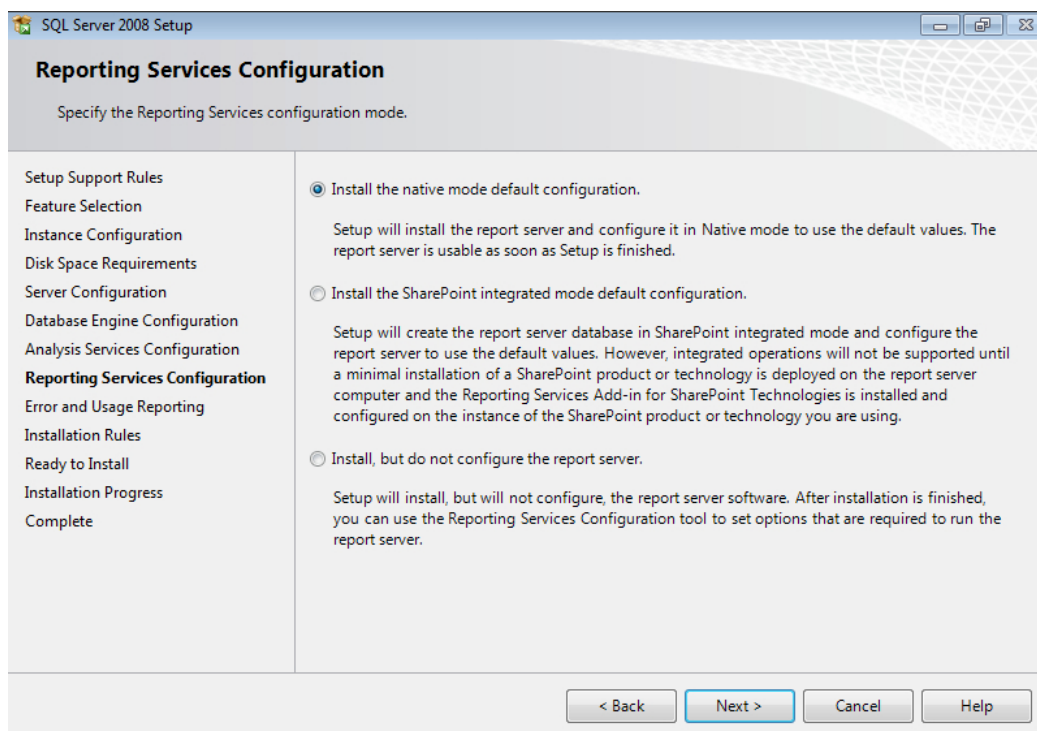 SQL Server 2008 Setup
Reporting Services Configuration
Specify the Reporting Services configuration mode.
Setup Support Rules
Feature Selection
Instance Configuration
Disk Space Requirements
Server Configuration
Database Engine Configuration
Analysis Services Configuration
Reporting Services Configuration
Error and Usage Reporting
Installation Rules
Ready to Install
Installation Progress
Complete
Install the native mode default configuration.
Setup will install the report server and configure it in Native mode to use the default values. The
report server is usable as soon as Setup is finished.
Install the SharePoint integrated mode default configuration.
Setup will create the report server database in SharePoint integrated mode and configure the
report server to use the default values. However, integrated operations will not be supported until
a minimal installation of a SharePoint product or technology is deployed on the report server
computer and the Reporting Services Add-in for SharePoint Technologies is installed and
configured on the instance of the SharePoint product or technology you are using.
Install, but do not configure the report server.
Setup will install, but will not configure, the report server software. After installation is finished,
you can use the Reporting Services Configuration tool to set options that are required to run the
report server.
< Back
Next >
Cancel
Help